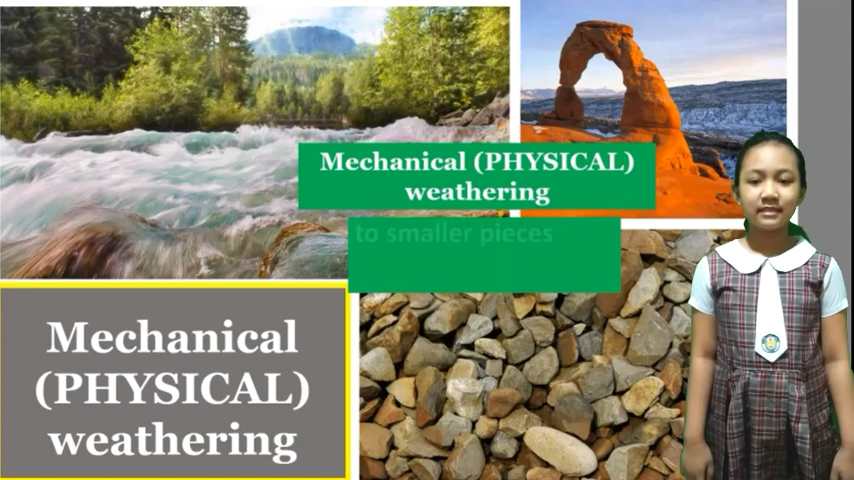 Mechanical (PHYSICAL)
weathering
to smaller pieces
Mechanical
(PHYSICAL)
weathering